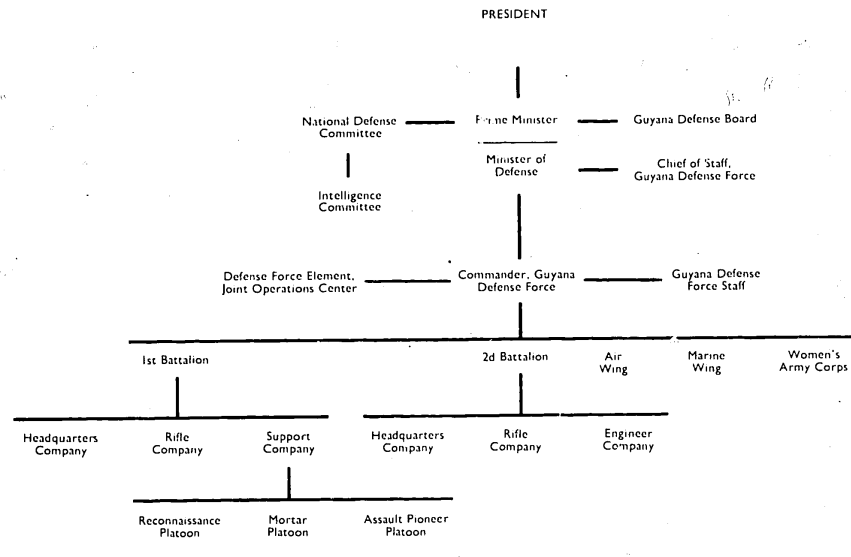 PRESIDENT
National Defense
Committee
Prime Minister
Guyana Defense Board
Minister of
Defense
Chief of Staff,
Guyana Defense Force
Intelligence
Committee
Defense Force Element,
Joint Operations Center
Commander, Guyana
Defense Force
Guyana Defense
Force Staff
1st Battalion
2d Battalion
Air
Wing
Marine
Wing
Women's
Army Corps
Headquarters
Company
Rifle
Company
Support
Company
Headquarters
Company
Rifle
Company
Engineer
Company
Reconnaissance
Platoon
Mortar
Platoon
Assault Pioneer
Platoon